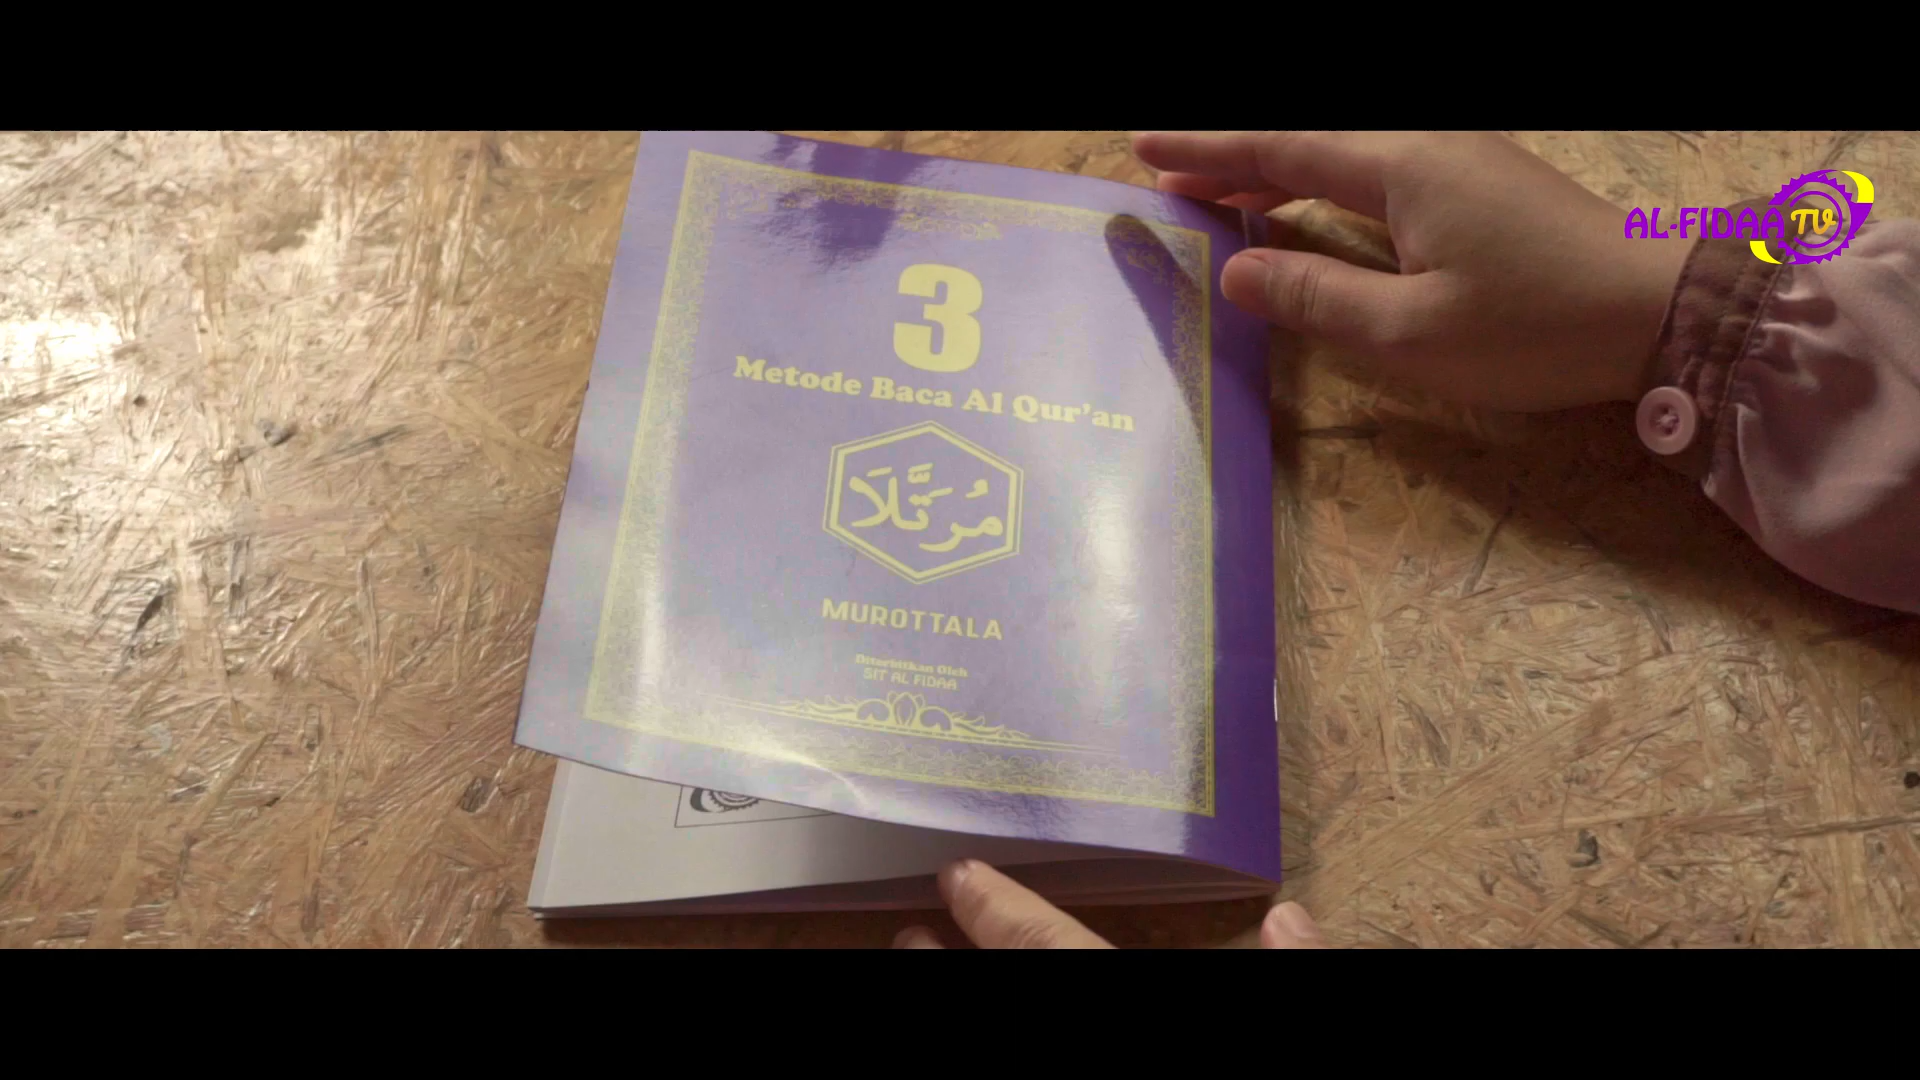 AL-FIDAA TV
3
Metode Baca Al Qur'an
مُرَتَّلَا
MUROTTALA
Diterbitkan Oleh
SIT AL FIDAA